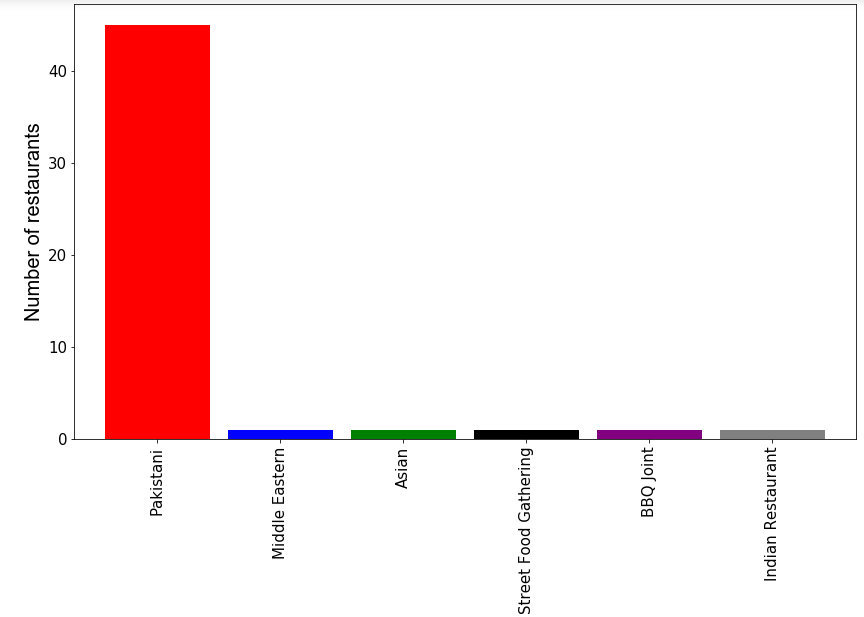 Number of restaurants
40
30
20
10
0
Pakistani
Middle Eastern
Asian
Street Food Gathering
BBQ Joint
Indian Restaurant